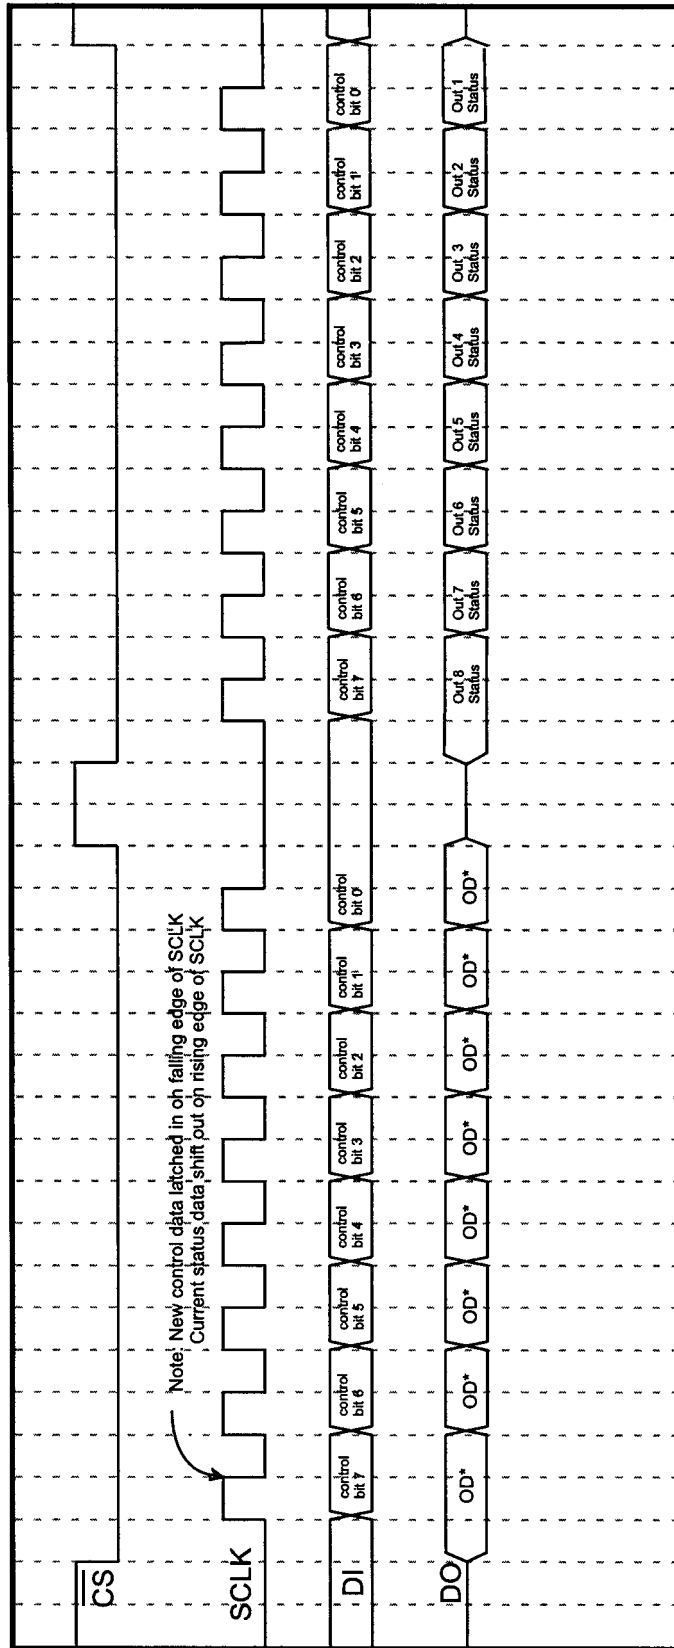 CS
Note: New control data latched in on falling edge of SCLK
Current status data shift out on rising edge of SCLK
SCLK
DI
control
bit 7
control
bit 6
control
bit 5
control
bit 4
control
bit 3
control
bit 2
control
bit 1
control
bit 0
control
bit 7
control
bit 6
control
bit 5
control
bit 4
control
bit 3
control
bit 2
control
bit 1
control
bit 0
DO
OD*
OD*
OD*
OD*
OD*
OD*
OD*
OD*
Out 8
Status
Out 7
Status
Out 6
Status
Out 5
Status
Out 4
Status
Out 3
Status
Out 2
Status
Out 1
Status